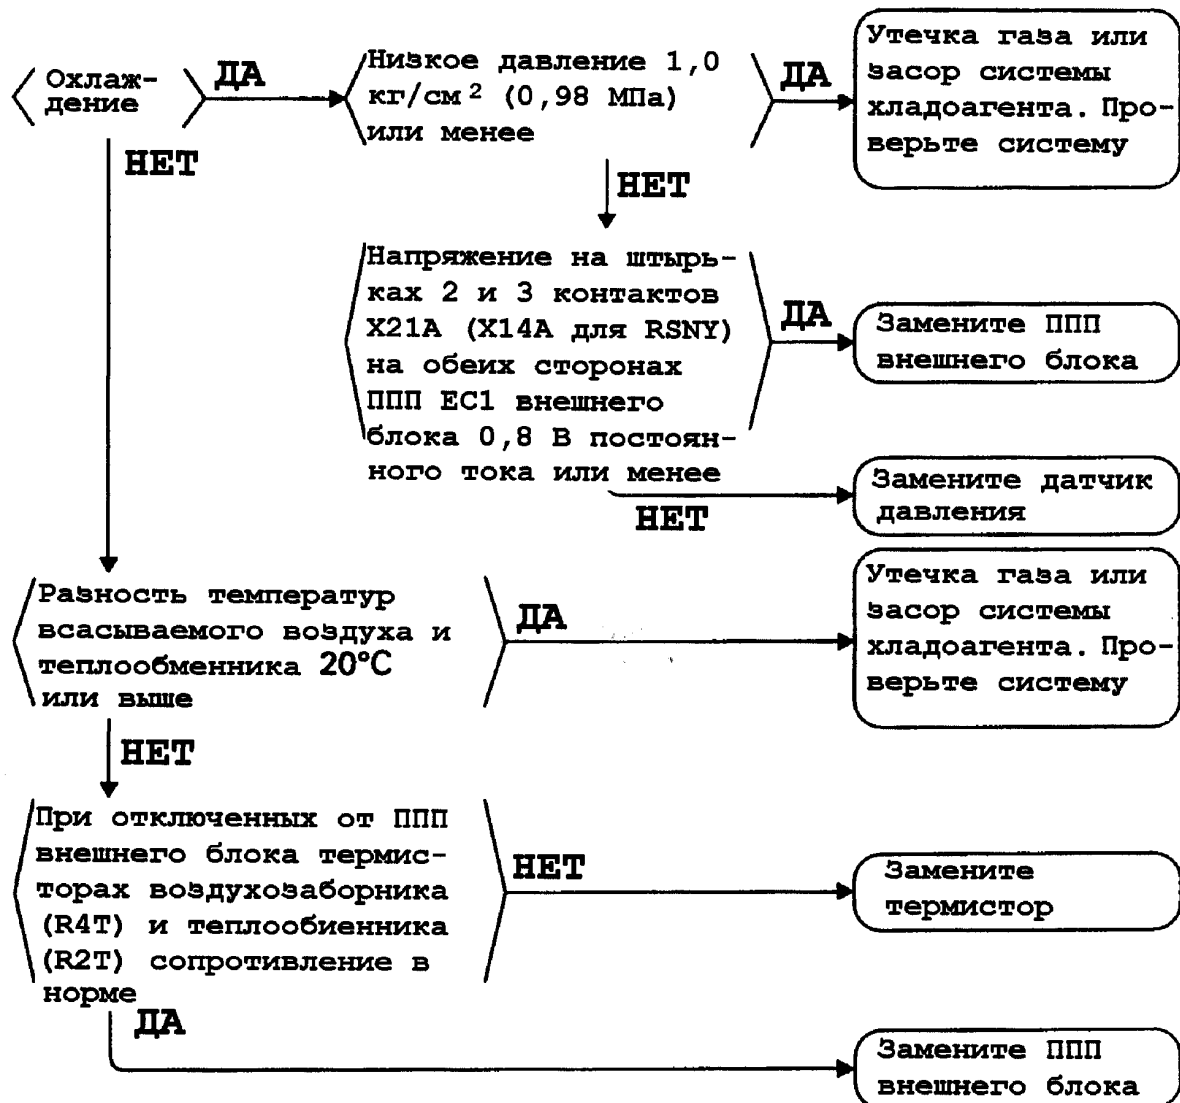 Охлаж-
дение
ДА
Низкое давление 1,0
кг/см² (0,98 МПа)
или менее
ДА
Утечка газа или
засор системы
хладоагента. Про-
верьте систему
НЕТ
НЕТ
Напряжение на штырь-
ках 2 и 3 контактов
X21A (X14A для RSNY)
на обеих сторонах
ППП EC1 внешнего
блока 0,8 В постоян-
ного тока или менее
ДА
Замените ППП
внешнего блока
НЕТ
Замените датчик
давления
Разность температур
всасываемого воздуха и
теплообменника 20°C
или выше
ДА
Утечка газа или
засор системы
хладоагента. Про-
верьте систему
НЕТ
При отключенных от ППП
внешнего блока термис-
торах воздухозаборника
(R4T) и теплообиенника
(R2T) сопротивление в
норме
НЕТ
Замените
термистор
ДА
Замените ППП
внешнего блока